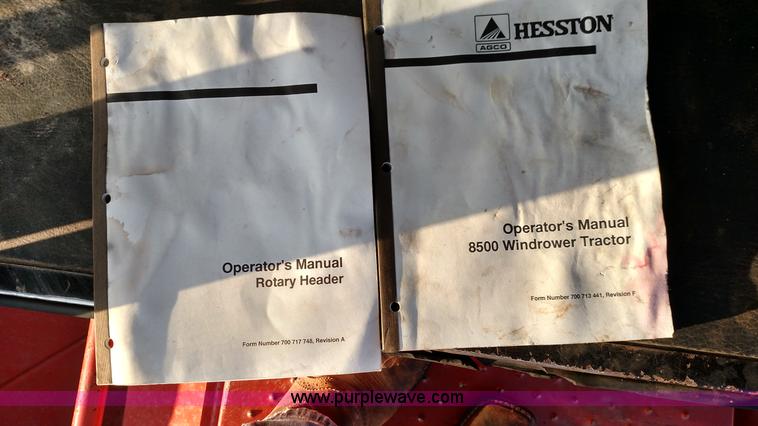 Operator's Manual
Rotary Header
Form Number 700 717 748, Revision A
AGCO
HESSTON
Operator's Manual
8500 Windrower Tractor
Form Number 700 713 441, Revision F
www.purplewave.com